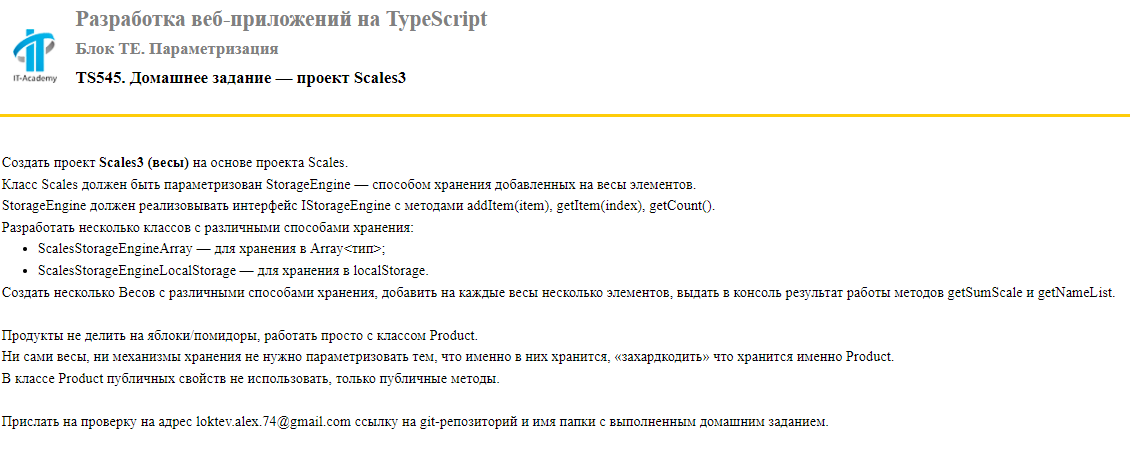 Разработка веб-приложений на TypeScript
Блок TE. Параметризация
IT-Academy
TS545. Домашнее задание — проект Scales3
Создать проект Scales3 (весы) на основе проекта Scales.
Класс Scales должен быть параметризован StorageEngine — способом хранения добавленных на весы элементов.
StorageEngine должен реализовывать интерфейс IStorageEngine с методами addItem(item), getItem(index), getCount().
Разработать несколько классов с различными способами хранения:
• ScalesStorageEngineArray — для хранения в Array<тип>;
• ScalesStorageEngineLocalStorage — для хранения в localStorage.
Создать несколько Весов с различными способами хранения, добавить на каждые весы несколько элементов, выдать в консоль результат работы методов getSumScale и getNameList.
Продукты не делить на яблоки/помидоры, работать просто с классом Product.
Ни сами весы, ни механизмы хранения не нужно параметризовать тем, что именно в них хранится, «захардкодить» что хранится именно Product.
В классе Product публичных свойств не использовать, только публичные методы.
Прислать на проверку на адрес loktev.alex.74@gmail.com ссылку на git-репозиторий и имя папки с выполненным домашним заданием.